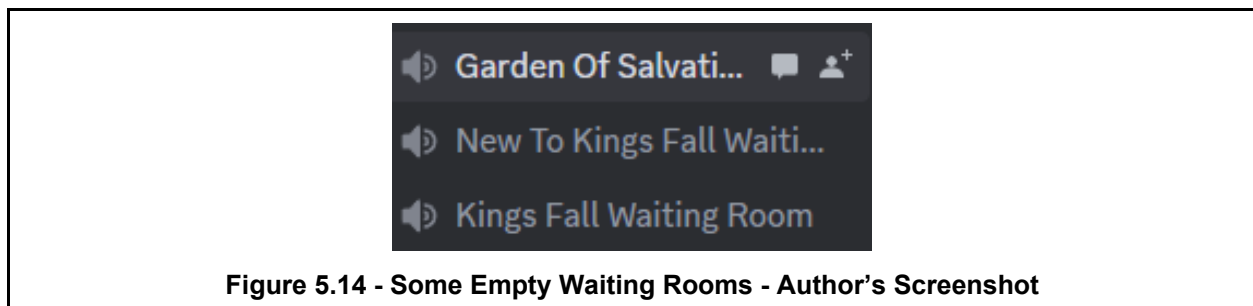 Garden Of Salvati...
New To Kings Fall Waiti...
Kings Fall Waiting Room
Figure 5.14 - Some Empty Waiting Rooms - Author's Screenshot